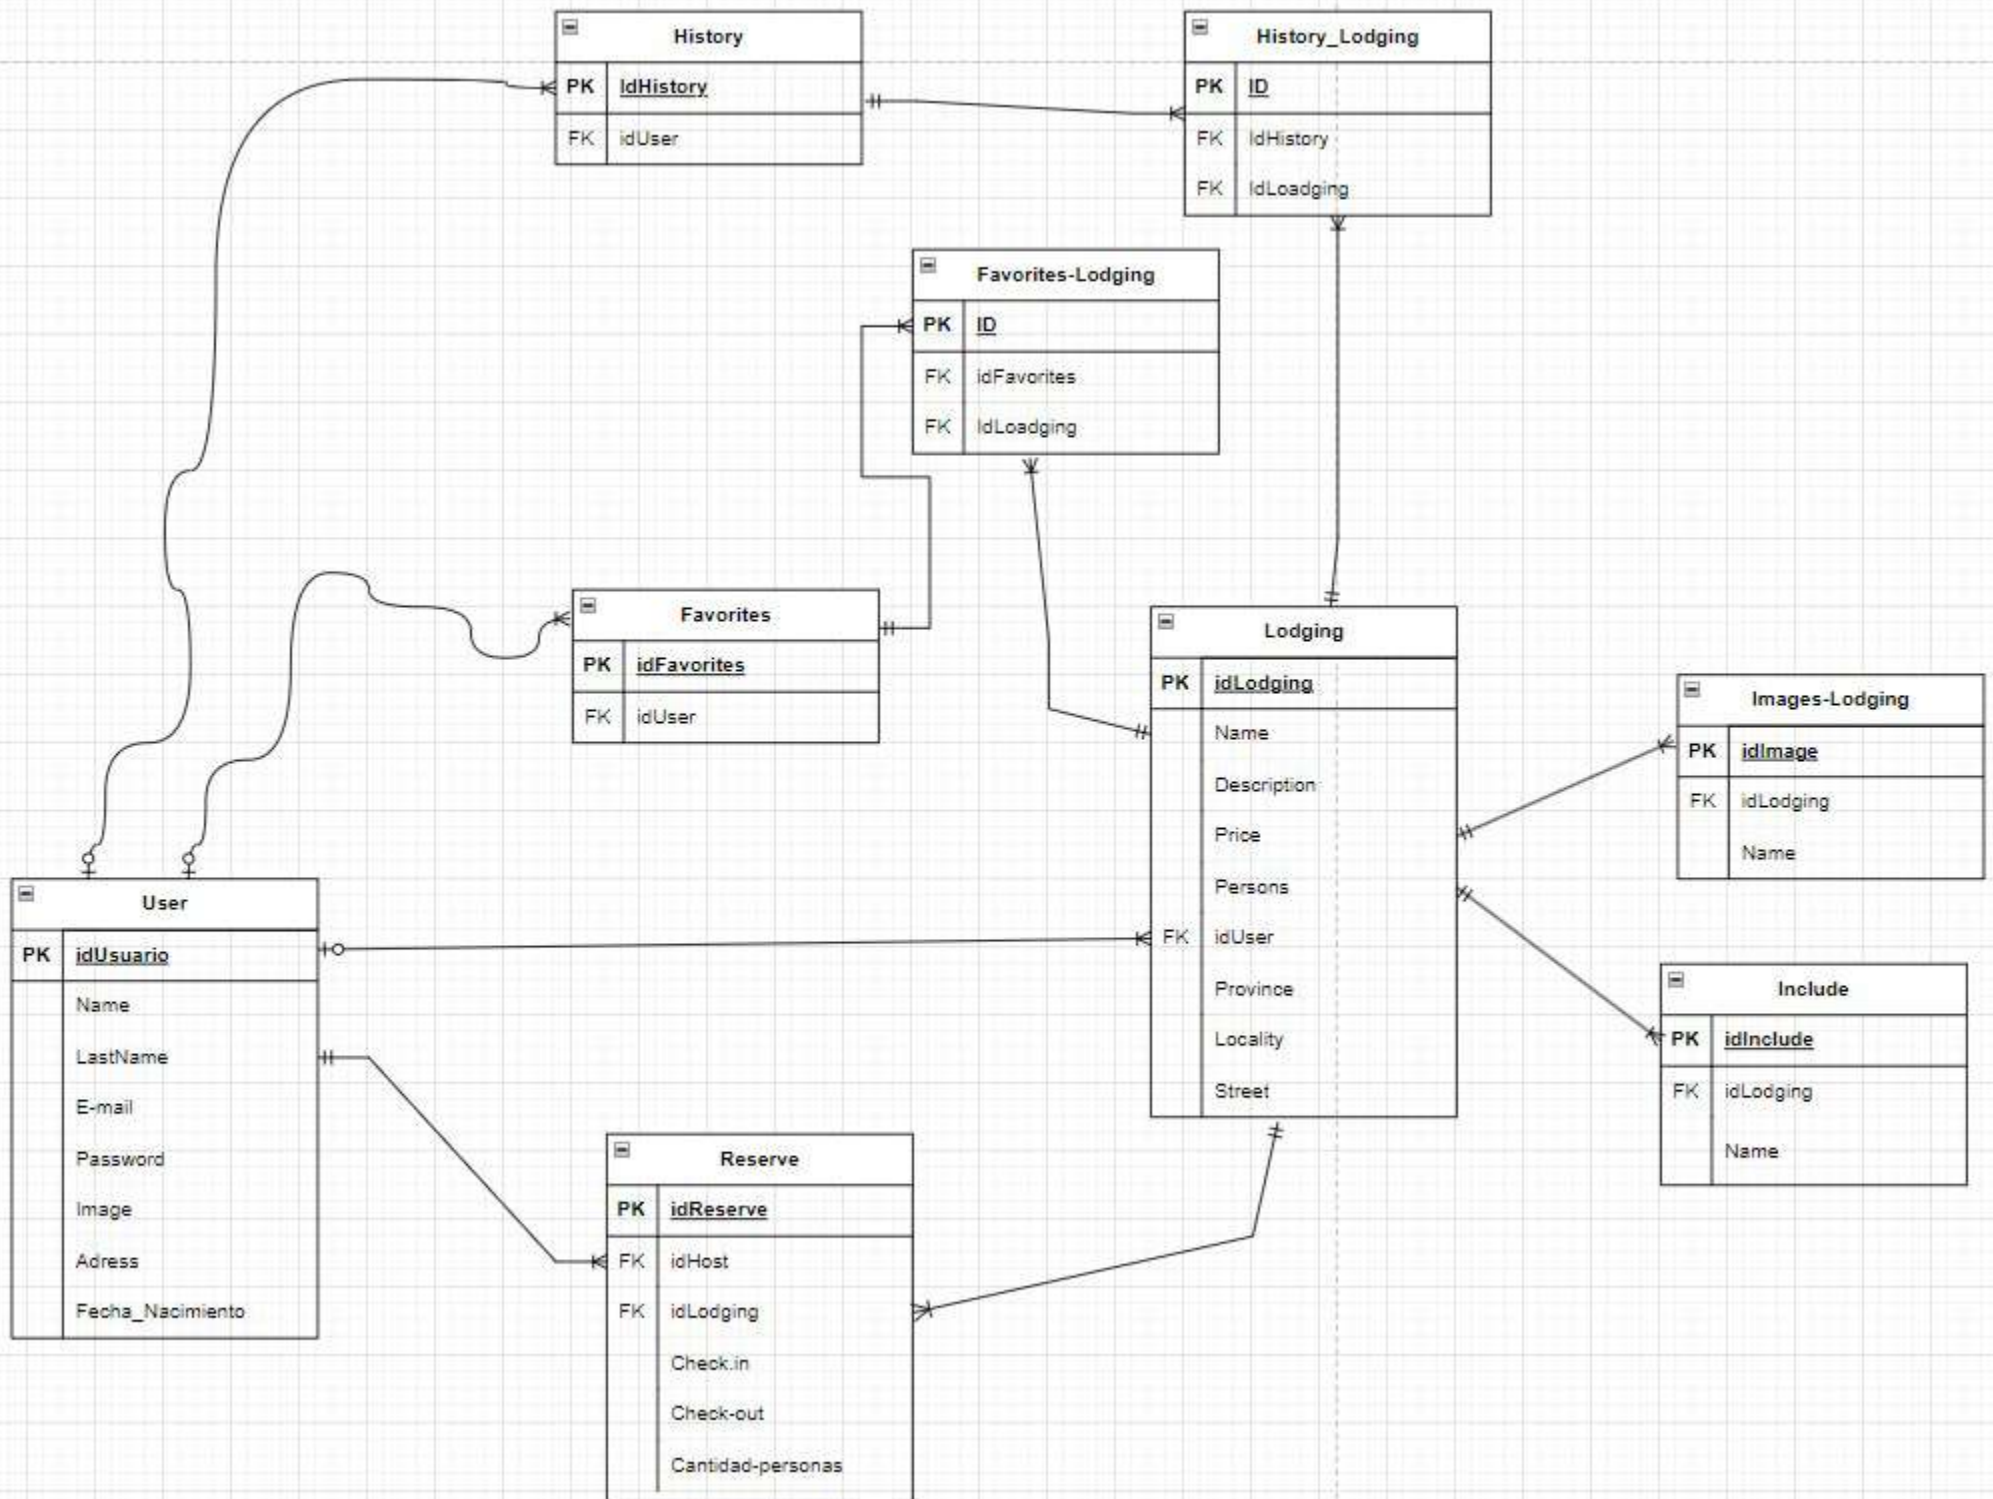 History
PK IdHistory
FK idUser
History_Lodging
PK ID
FK IdHistory
FK IdLoadging
Favorites-Lodging
PK ID
FK idFavorites
FK IdLoadging
Favorites
PK idFavorites
FK idUser
Lodging
PK idLodging
Name
Description
Price
Persons
FK idUser
Province
Locality
Street
Images-Lodging
PK idImage
FK idLodging
Name
User
PK idUsuario
Name
LastName
E-mail
Password
Image
Adress
Fecha_Nacimiento
Include
PK idInclude
FK idLodging
Name
Reserve
PK idReserve
FK idHost
FK idLodging
Check.in
Check-out
Cantidad-personas